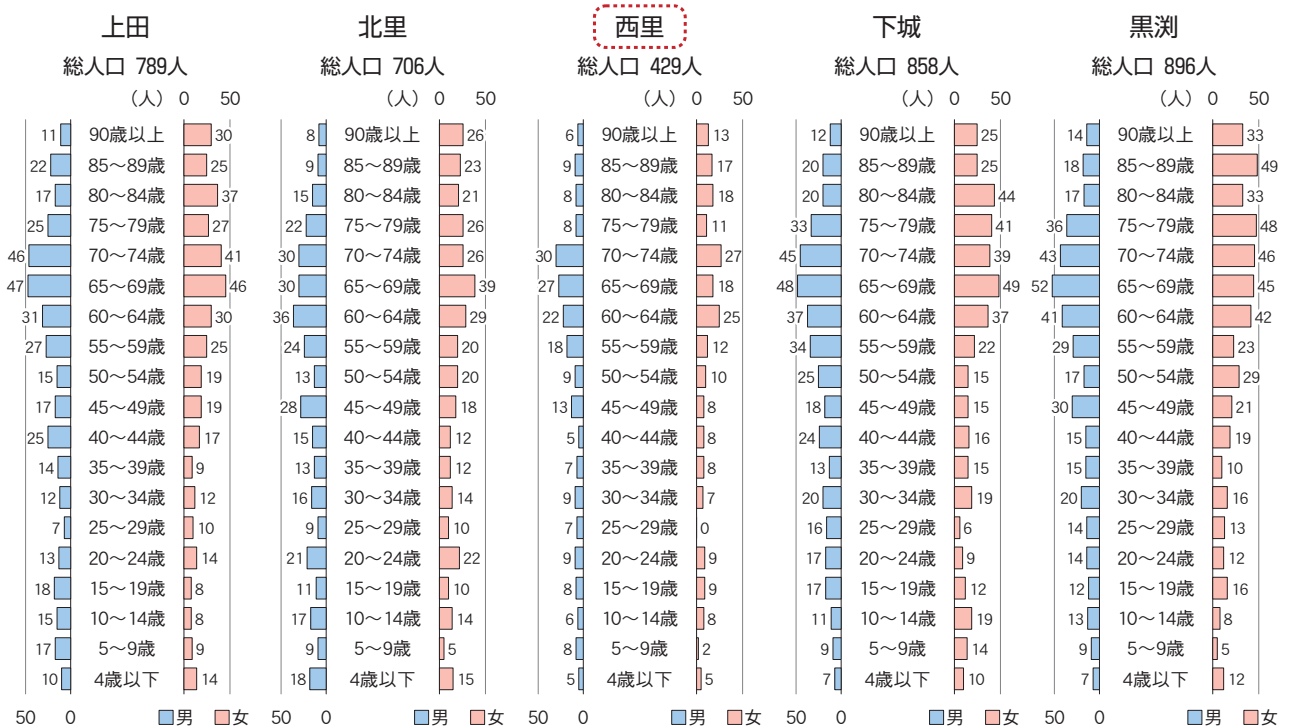 上田 北里 西里 下城 黒渕
総人口 789人 総人口 706人 総人口 429人 総人口 858人 総人口 896人
（人） 0 50 （人） 0 50 （人） 0 50 （人） 0 50 （人） 0 50
11 90歳以上 30 8 90歳以上 26 6 90歳以上 13 12 90歳以上 25 14 90歳以上 33
22 85〜89歳 25 9 85〜89歳 23 9 85〜89歳 17 20 85〜89歳 25 18 85〜89歳 49
17 80〜84歳 37 15 80〜84歳 21 8 80〜84歳 18 20 80〜84歳 44 17 80〜84歳 33
25 75〜79歳 27 22 75〜79歳 26 8 75〜79歳 11 33 75〜79歳 41 36 75〜79歳 48
46 70〜74歳 41 30 70〜74歳 26 30 70〜74歳 27 45 70〜74歳 39 43 70〜74歳 46
47 65〜69歳 46 30 65〜69歳 39 27 65〜69歳 18 48 65〜69歳 49 52 65〜69歳 45
31 60〜64歳 30 36 60〜64歳 29 22 60〜64歳 25 37 60〜64歳 37 41 60〜64歳 42
27 55〜59歳 25 24 55〜59歳 20 18 55〜59歳 12 34 55〜59歳 22 29 55〜59歳 23
15 50〜54歳 19 13 50〜54歳 20 9 50〜54歳 10 25 50〜54歳 15 17 50〜54歳 29
17 45〜49歳 19 28 45〜49歳 18 13 45〜49歳 8 18 45〜49歳 15 30 45〜49歳 21
25 40〜44歳 17 15 40〜44歳 12 5 40〜44歳 8 24 40〜44歳 16 15 40〜44歳 19
14 35〜39歳 9 13 35〜39歳 12 7 35〜39歳 8 13 35〜39歳 15 15 35〜39歳 10
12 30〜34歳 12 16 30〜34歳 14 9 30〜34歳 7 20 30〜34歳 19 20 30〜34歳 16
7 25〜29歳 10 9 25〜29歳 10 7 25〜29歳 0 16 25〜29歳 6 14 25〜29歳 13
13 20〜24歳 14 21 20〜24歳 22 9 20〜24歳 9 17 20〜24歳 9 14 20〜24歳 12
18 15〜19歳 8 11 15〜19歳 10 8 15〜19歳 9 17 15〜19歳 12 12 15〜19歳 16
15 10〜14歳 8 17 10〜14歳 14 6 10〜14歳 8 11 10〜14歳 19 13 10〜14歳 8
17 5〜9歳 9 9 5〜9歳 5 8 5〜9歳 2 9 5〜9歳 14 9 5〜9歳 5
10 4歳以下 14 18 4歳以下 15 5 4歳以下 5 7 4歳以下 10 7 4歳以下 12
50 0 男 女 50 0 男 女 50 0 男 女 50 0 男 女 50 0 男 女